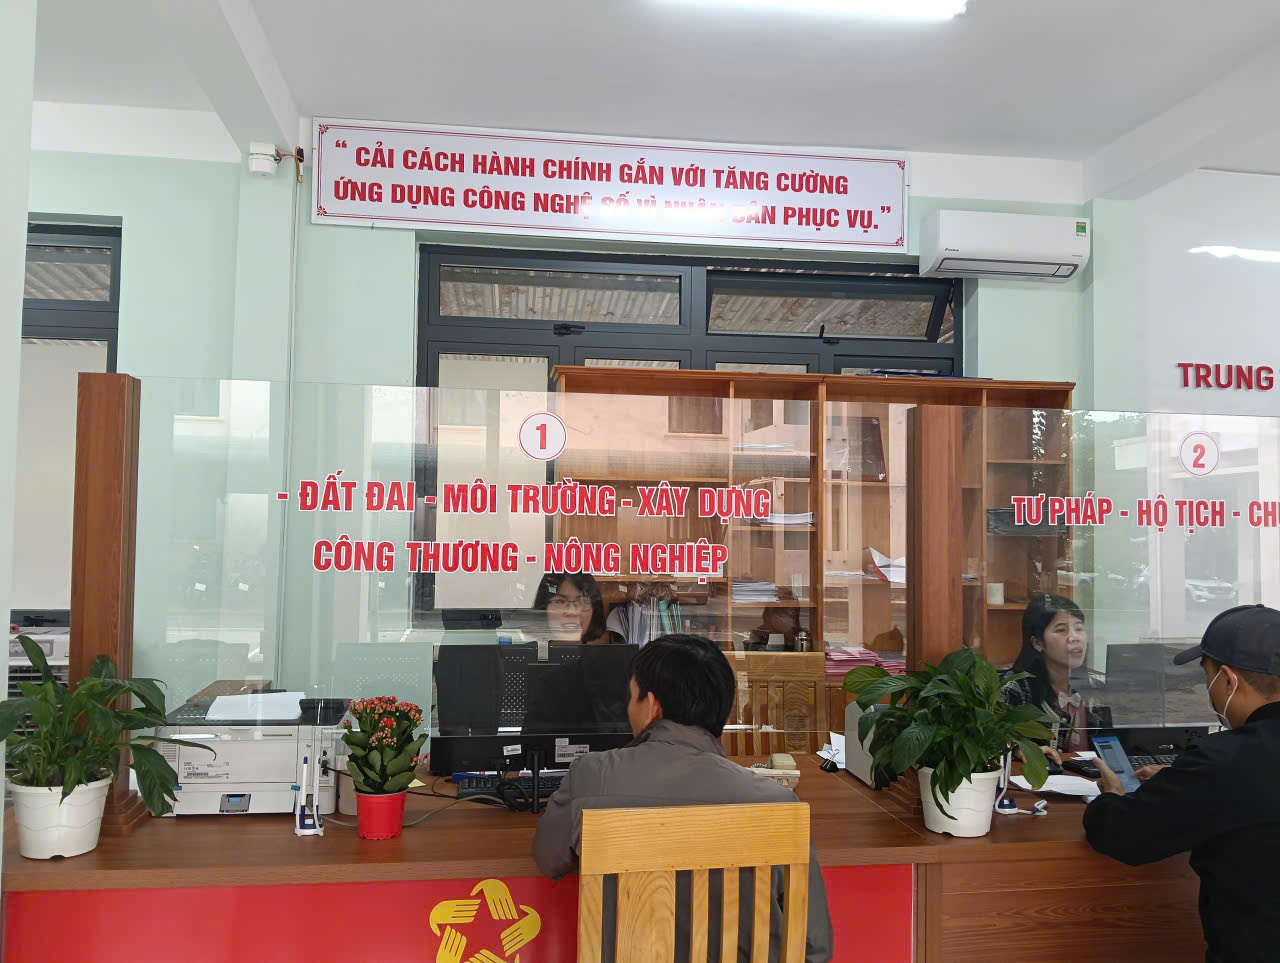 “ CẢI CÁCH HÀNH CHÍNH GẮN VỚI TĂNG CƯỜNG
ỨNG DỤNG CÔNG NGHỆ SỐ VÌ NHÂN DÂN PHỤC VỤ.”
TRUNG
1
- ĐẤT ĐAI - MÔI TRƯỜNG - XÂY DỰNG
CÔNG THƯƠNG - NÔNG NGHIỆP
2
TƯ PHÁP - HỘ TỊCH -